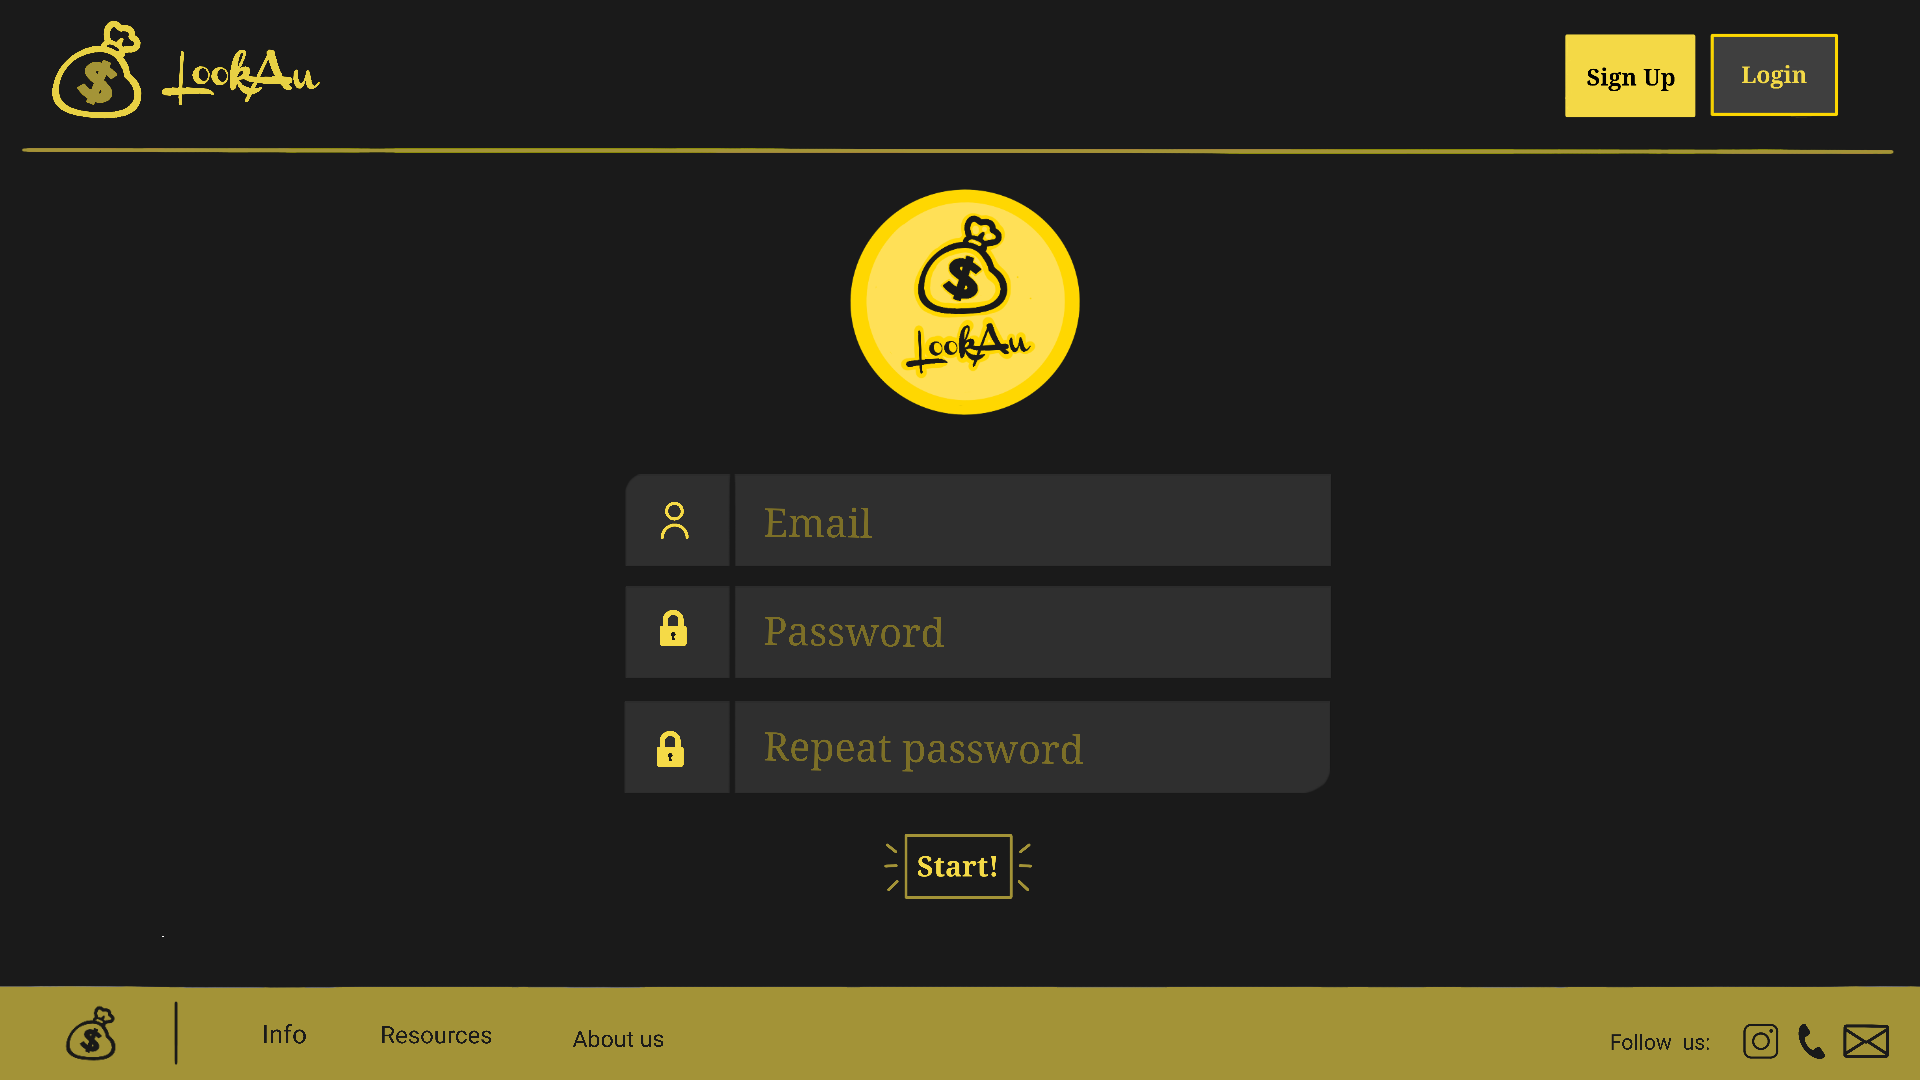 $ LookAu
Sign Up
Login
$
LookAu
Email
Password
Repeat password
Start!
$
Info
Resources
About us
Follow us: